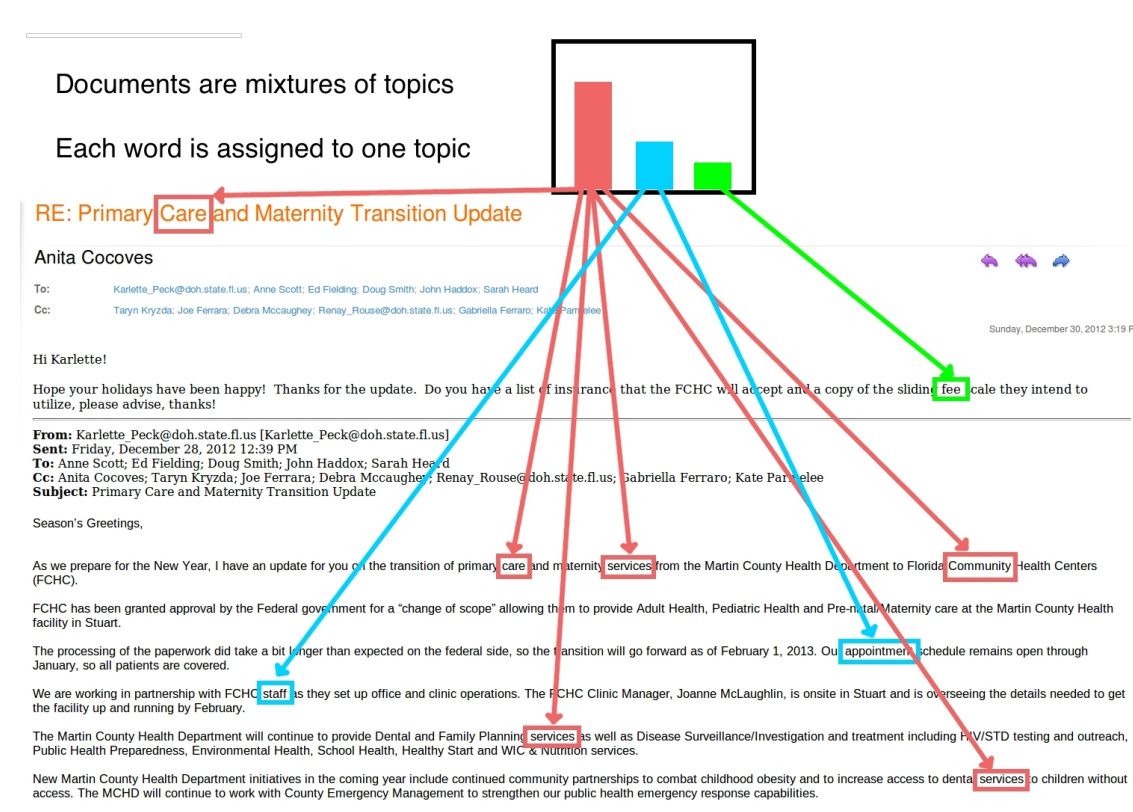 Documents are mixtures of topics
Each word is assigned to one topic
RE: Primary Care and Maternity Transition Update
Anita Cocoves
To: Karlette_Peck@doh.state.fl.us; Anne Scott; Ed Fielding; Doug Smith; John Haddox; Sarah Heard
Cc: Taryn Kryzda; Joe Ferrara; Debra Mccaughey; Renay_Rouse@doh.state.fl.us; Gabriella Ferraro; Kate Parmelee
Sunday, December 30, 2012 3:19 P
Hi Karlette!
Hope your holidays have been happy! Thanks for the update. Do you have a list of insurance that the FCHC will accept and a copy of the sliding fee scale they intend to
utilize, please advise, thanks!
From: Karlette_Peck@doh.state.fl.us [Karlette_Peck@doh.state.fl.us]
Sent: Friday, December 28, 2012 12:39 PM
To: Anne Scott; Ed Fielding; Doug Smith; John Haddox; Sarah Heard
Cc: Anita Cocoves; Taryn Kryzda; Joe Ferrara; Debra Mccaughey; Renay_Rouse@doh.state.fl.us; Gabriella Ferraro; Kate Parmelee
Subject: Primary Care and Maternity Transition Update
Season's Greetings,
As we prepare for the New Year, I have an update for you on the transition of primary care and maternity services from the Martin County Health Department to Florida Community Health Centers
(FCHC).
FCHC has been granted approval by the Federal government for a “change of scope” allowing them to provide Adult Health, Pediatric Health and Pre-natal/Maternity care at the Martin County Health
facility in Stuart.
The processing of the paperwork did take a bit longer than expected on the federal side, so the transition will go forward as of February 1, 2013. Our appointment schedule remains open through
January, so all patients are covered.
We are working in partnership with FCHC staff as they set up office and clinic operations. The FCHC Clinic Manager, Joanne McLaughlin, is onsite in Stuart and is overseeing the details needed to get
the facility up and running by February.
The Martin County Health Department will continue to provide Dental and Family Planning services as well as Disease Surveillance/Investigation and treatment including HIV/STD testing and outreach,
Public Health Preparedness, Environmental Health, School Health, Healthy Start and WIC & Nutrition services.
New Martin County Health Department initiatives in the coming year include continued community partnerships to combat childhood obesity and to increase access to dental services to children without
access. The MCHD will continue to work with County Emergency Management to strengthen our public health emergency response capabilities.